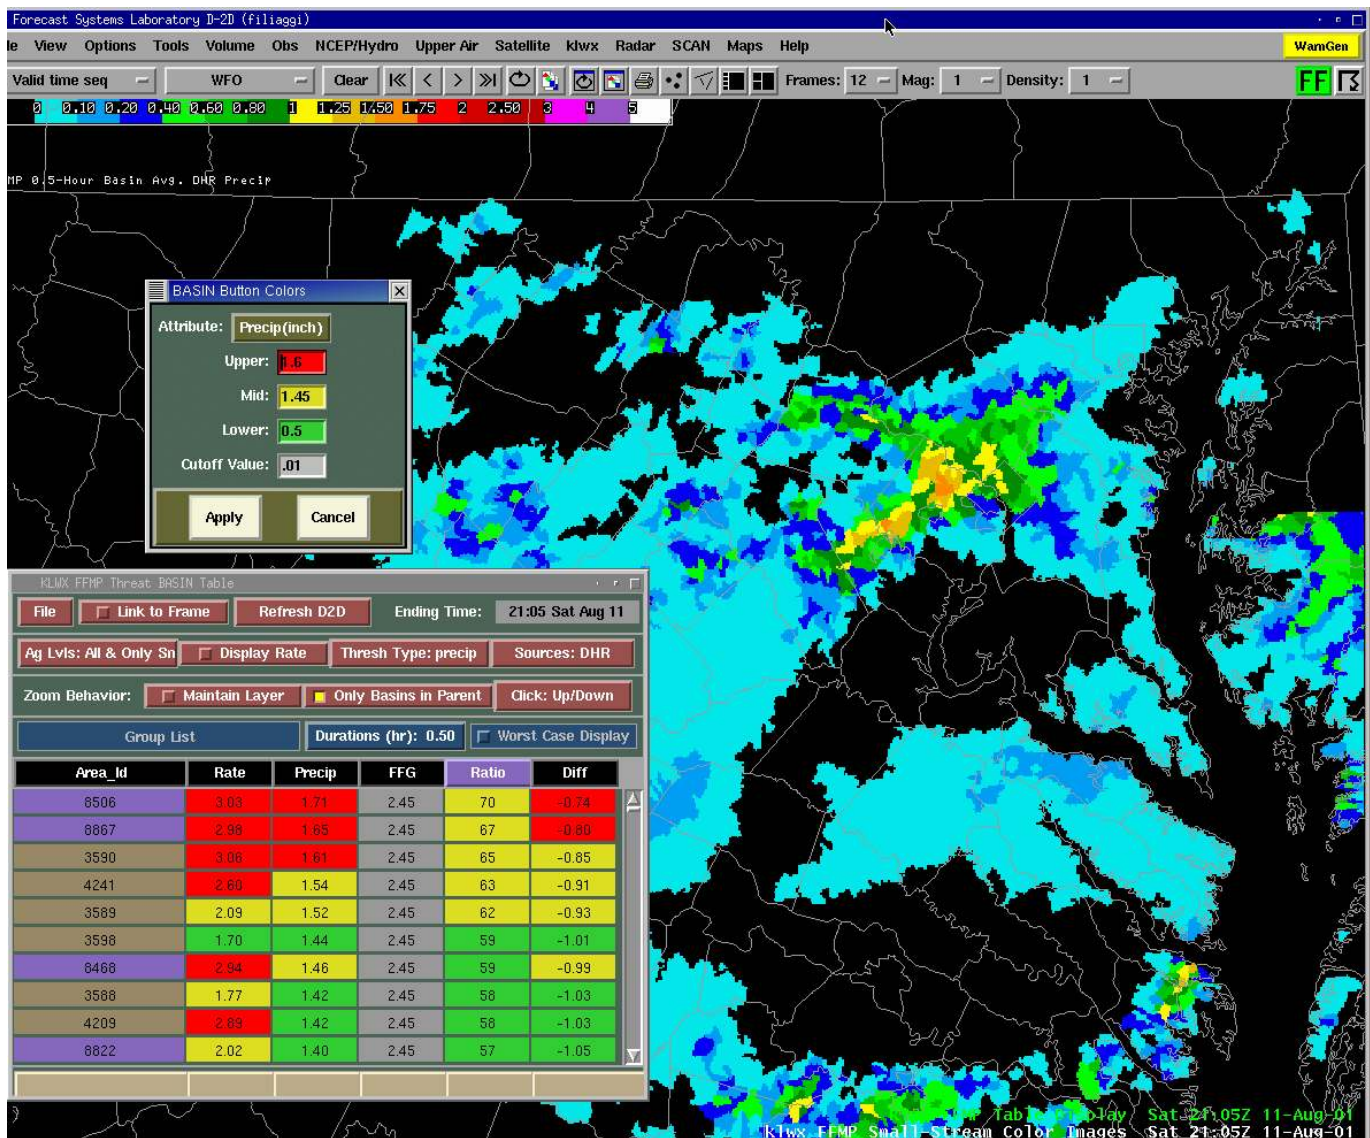 Forecast Systems Laboratory D-2D (filiaggi)
le View Options Tools Volume Obs NCEP/Hydro Upper Air Satellite klwx Radar SCAN Maps Help WarnGen
Valid time seq WFO Clear Frames: 12 Mag: 1 Density: 1 FF
0 0.10 0.20 0.40 0.60 0.80 1 1.25 1.50 1.75 2 2.50 3 4 5
MP 0.5-Hour Basin Avg. DHR Precip
BASIN Button Colors
Attribute: Precip(inch)
Upper: 1.6
Mid: 1.45
Lower: 0.5
Cutoff Value: .01
Apply Cancel
KLWX FFMP Threat BASIN Table
File Link to Frame Refresh D2D Ending Time: 21:05 Sat Aug 11
Ag Lvls: All & Only Sn Display Rate Thresh Type: precip Sources: DHR
Zoom Behavior: Maintain Layer Only Basins in Parent Click: Up/Down
Group List Durations (hr): 0.50 Worst Case Display
Area_Id Rate Precip FFG Ratio Diff
8506 3.03 1.71 2.45 70 -0.74
8867 2.98 1.65 2.45 67 -0.80
3590 3.06 1.61 2.45 65 -0.85
4241 2.60 1.54 2.45 63 -0.91
3589 2.09 1.52 2.45 62 -0.93
3598 1.70 1.44 2.45 59 -1.01
8468 2.94 1.46 2.45 59 -0.99
3588 1.77 1.42 2.45 58 -1.03
4209 2.89 1.42 2.45 58 -1.03
8822 2.02 1.40 2.45 57 -1.05
Table Display Sat 21:05Z 11-Aug-01
klwx FFMP Small Stream Color Images Sat 21:05Z 11-Aug-01